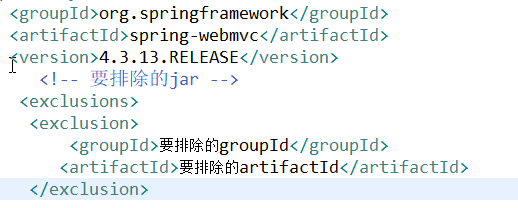 <groupId>org.springframework</groupId>
<artifactId>spring-webmvc</artifactId>
<version>4.3.13.RELEASE</version>
<!-- 要排除的jar -->
<exclusions>
<exclusion>
<groupId>要排除的groupId</groupId>
<artifactId>要排除的artifactId</artifactId>
</exclusion>